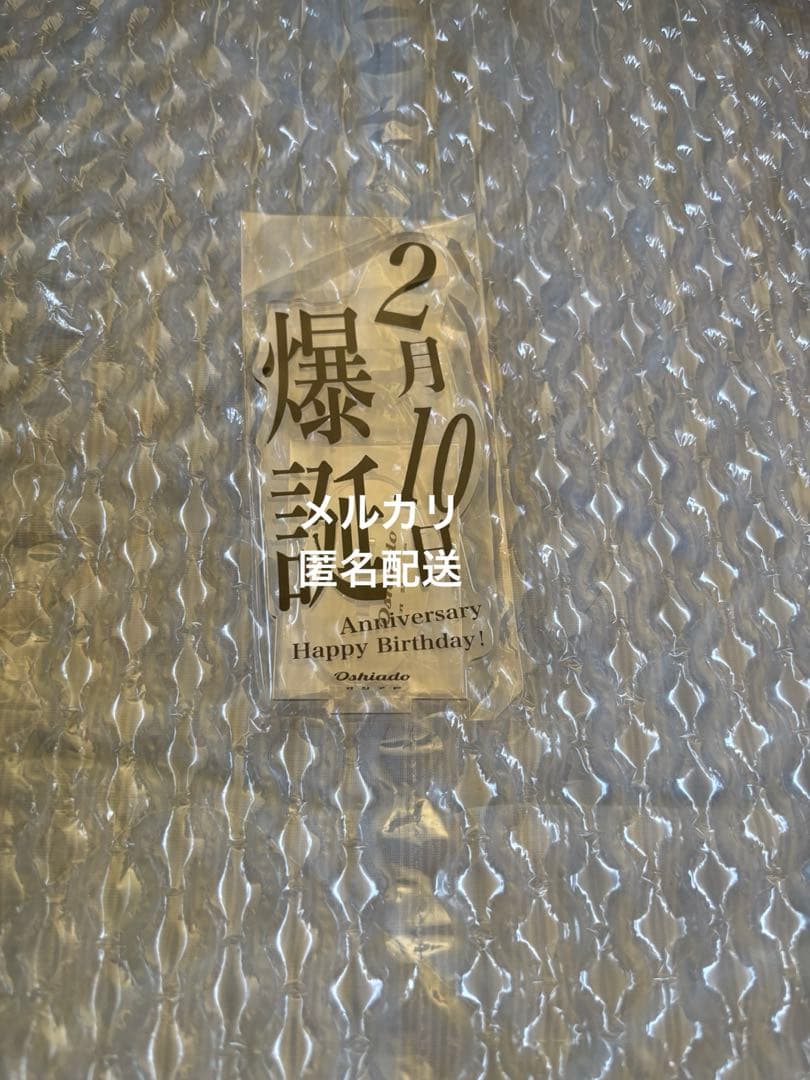 2月10日
爆誕
メルカリ
匿名配送
Anniversary
Happy Birthday!
Oshiado